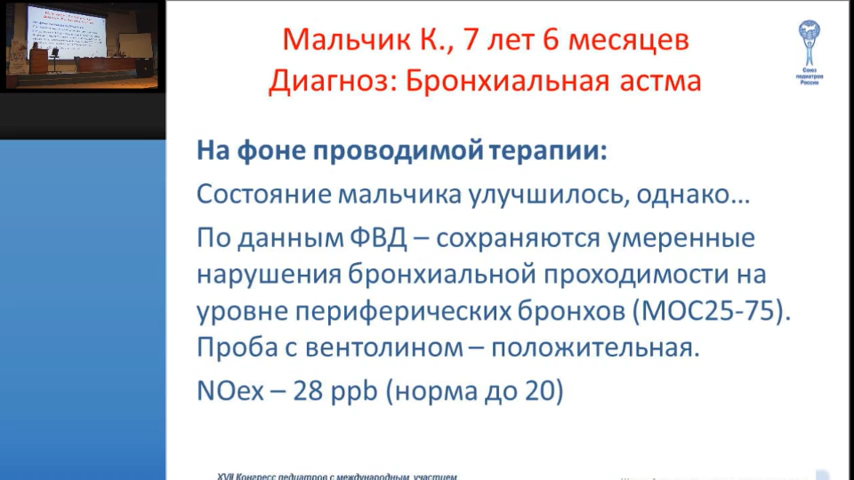 Мальчик К., 7 лет 6 месяцев
Диагноз: Бронхиальная астма
Союз
педиатров
России
На фоне проводимой терапии:
Состояние мальчика улучшилось, однако...
По данным ФВД – сохраняются умеренные
нарушения бронхиальной проходимости на
уровне периферических бронхов (МОС25-75).
Проба с вентолином – положительная.
NOex – 28 ppb (норма до 20)
XVII Конгресс педиатров с международным участием